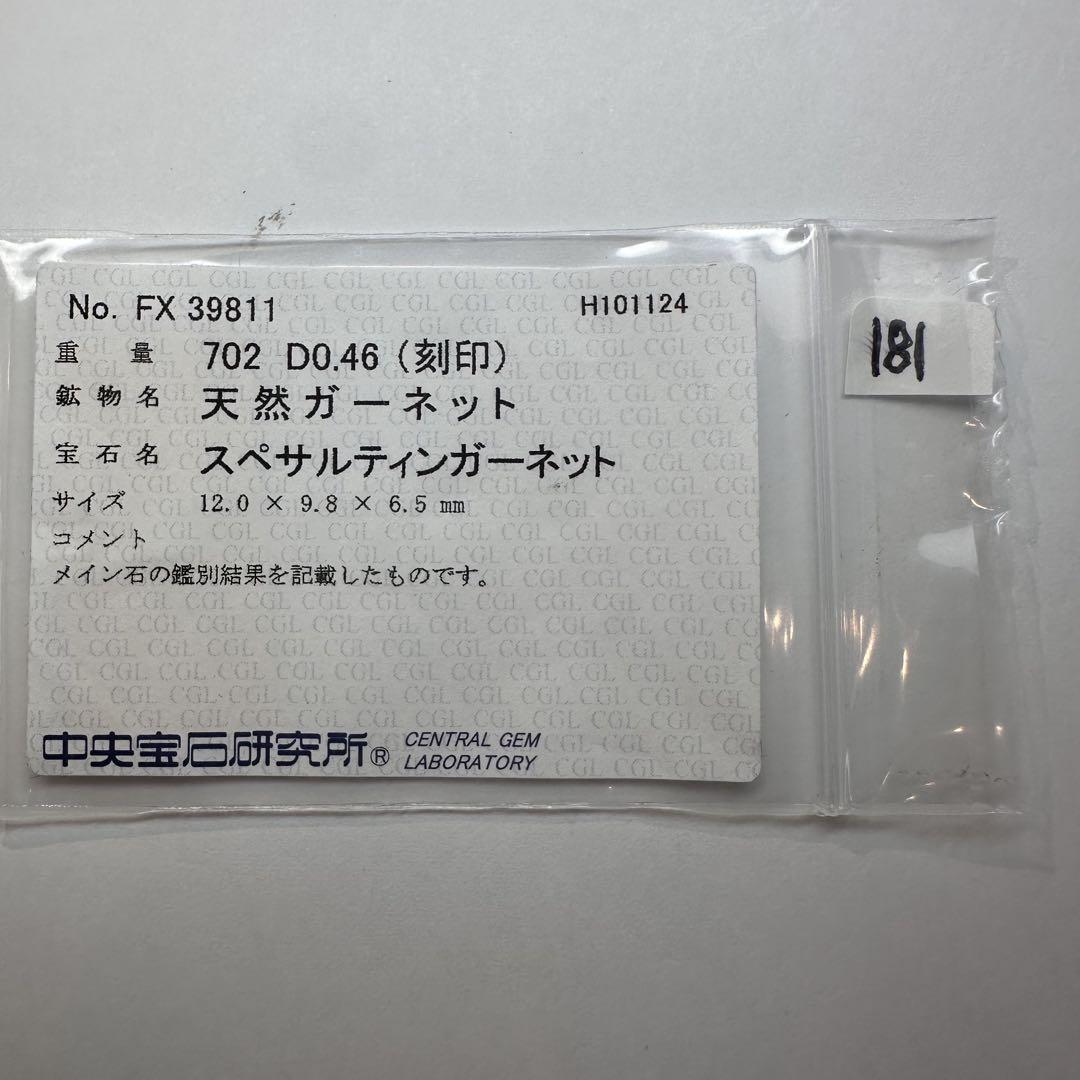 No. FX 39811
H101124
重量 702 D0.46 (刻印)
鉱物名 天然ガーネット
宝石名 スペサルティンガーネット
サイズ 12.0 × 9.8 × 6.5 mm
コメント
メイン石の鑑別結果を記載したものです。
中央宝石研究所® CENTRAL GEM
LABORATORY
181